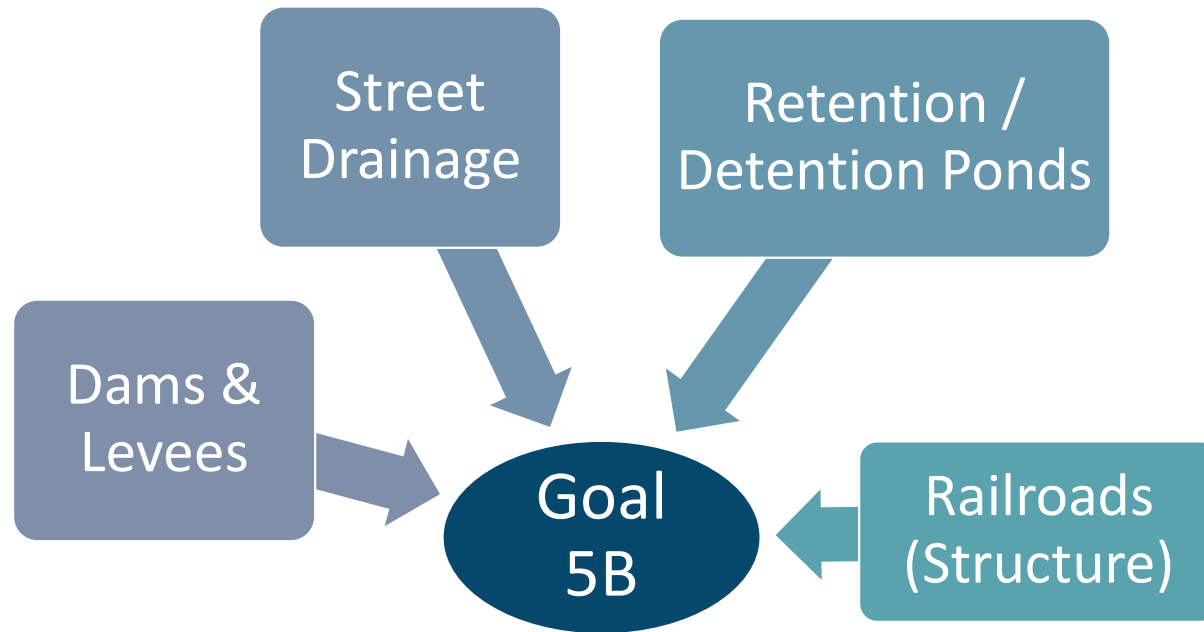 Street
Drainage
Retention /
Detention Ponds
Dams &
Levees
Goal
5B
Railroads
(Structure)